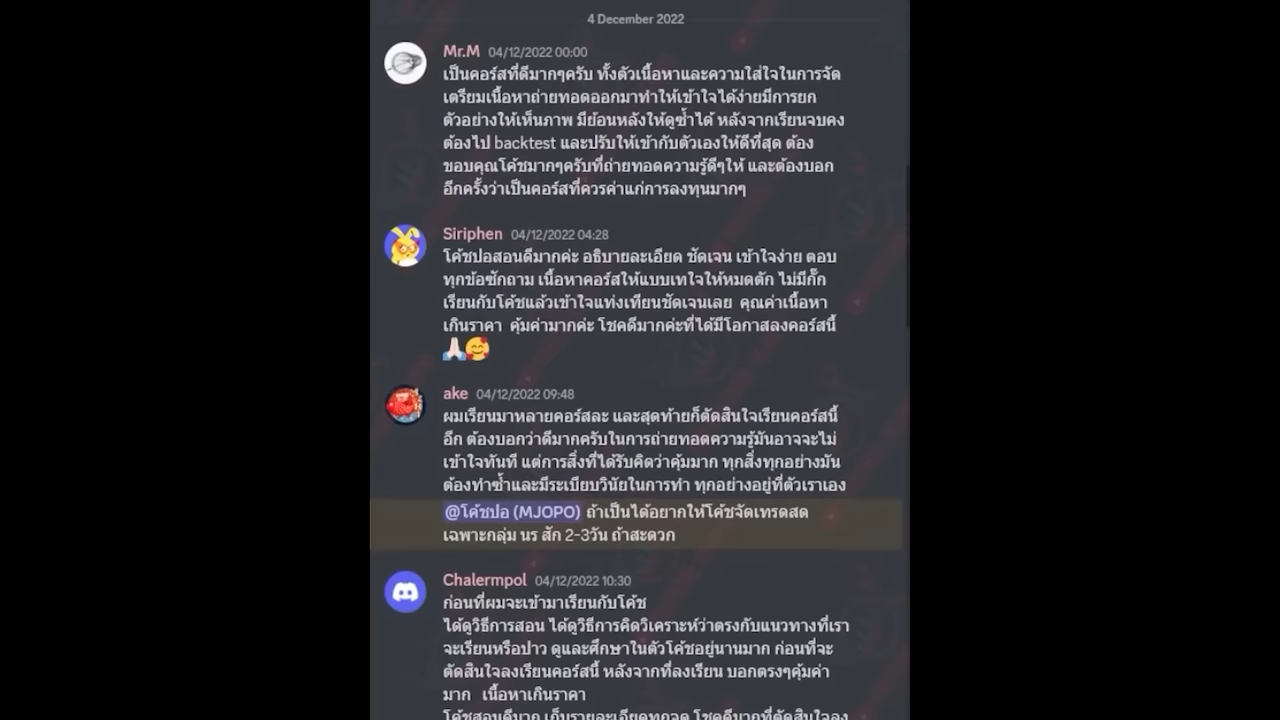 4 December 2022
Mr.M 04/12/2022 00:00
เป็นคอร์สที่ดีมากๆครับ ทั้งตัวเนื้อหาและความใส่ใจในการจัด
เตรียมเนื้อหาถ่ายทอดออกมาทำให้เข้าใจได้ง่ายมีการยก
ตัวอย่างให้เห็นภาพ มีย้อนหลังให้ดูซ้ำได้ หลังจากเรียนจบคง
ต้องไป backtest และปรับให้เข้ากับตัวเองให้ดีที่สุด ต้อง
ขอบคุณโค้ชมากๆครับที่ถ่ายทอดความรู้ดีๆให้ และต้องบอก
อีกครั้งว่าเป็นคอร์สที่ควรค่าแก่การลงทุนมากๆ
Siriphen 04/12/2022 04:28
โค้ชปอสอนดีมากค่ะ อธิบายละเอียด ชัดเจน เข้าใจง่าย ตอบ
ทุกข้อซักถาม เนื้อหาคอร์สให้แบบเทใจให้หมดตัก ไม่มีกั๊ก
เรียนกับโค้ชแล้วเข้าใจแท่งเทียนชัดเจนเลย คุณค่าเนื้อหา
เกินราคา คุ้มค่ามากค่ะ โชคดีมากค่ะที่ได้มีโอกาสลงคอร์สนี้
🙏🏻🥰
ake 04/12/2022 09:48
ผมเรียนมาหลายคอร์สละ และสุดท้ายก็ตัดสินใจเรียนคอร์สนี้
อีก ต้องบอกว่าดีมากครับในการถ่ายทอดความรู้มันอาจจะไม่
เข้าใจทันที แต่การสิ่งที่ได้รับคิดว่าคุ้มมาก ทุกสิ่งทุกอย่างมัน
ต้องทำซ้ำและมีระเบียบวินัยในการทำ ทุกอย่างอยู่ที่ตัวเราเอง
@โค้ชปอ (MJOPO) ถ้าเป็นได้อยากให้โค้ชจัดเทรดสด
เฉพาะกลุ่ม นร สัก 2-3วัน ถ้าสะดวก
Chalermpol 04/12/2022 10:30
ก่อนที่ผมจะเข้ามาเรียนกับโค้ช
ได้ดูวิธีการสอน ได้ดูวิธีการคิดวิเคราะห์ว่าตรงกับแนวทางที่เรา
จะเรียนหรือปาว ดูและศึกษาในตัวโค้ชอยู่นานมาก ก่อนที่จะ
ตัดสินใจลงเรียนคอร์สนี้ หลังจากที่ลงเรียน บอกตรงๆคุ้มค่า
มาก เนื้อหาเกินราคา
โค้ชสอนดีมาก เก็บรายละเอียดทุกจุด โชคดีมากที่ตัดสินใจลง